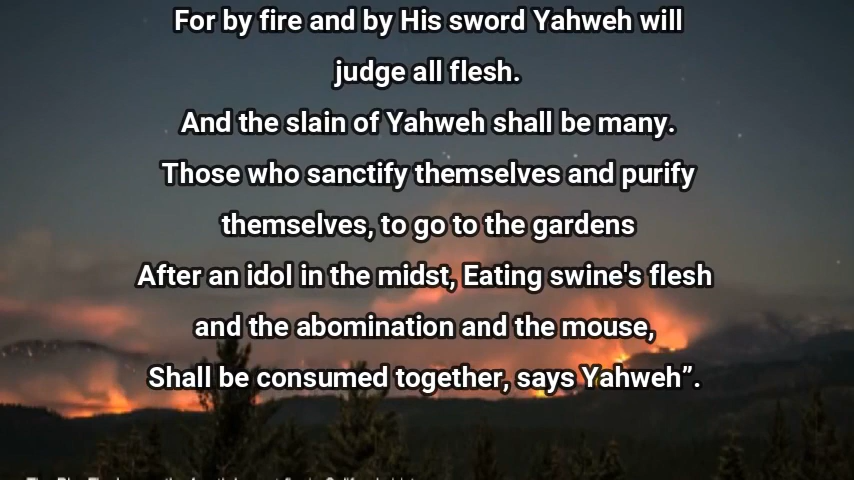 For by fire and by His sword Yahweh will
judge all flesh.
And the slain of Yahweh shall be many.
Those who sanctify themselves and purify
themselves, to go to the gardens
After an idol in the midst, Eating swine's flesh
and the abomination and the mouse,
Shall be consumed together, says Yahweh”.